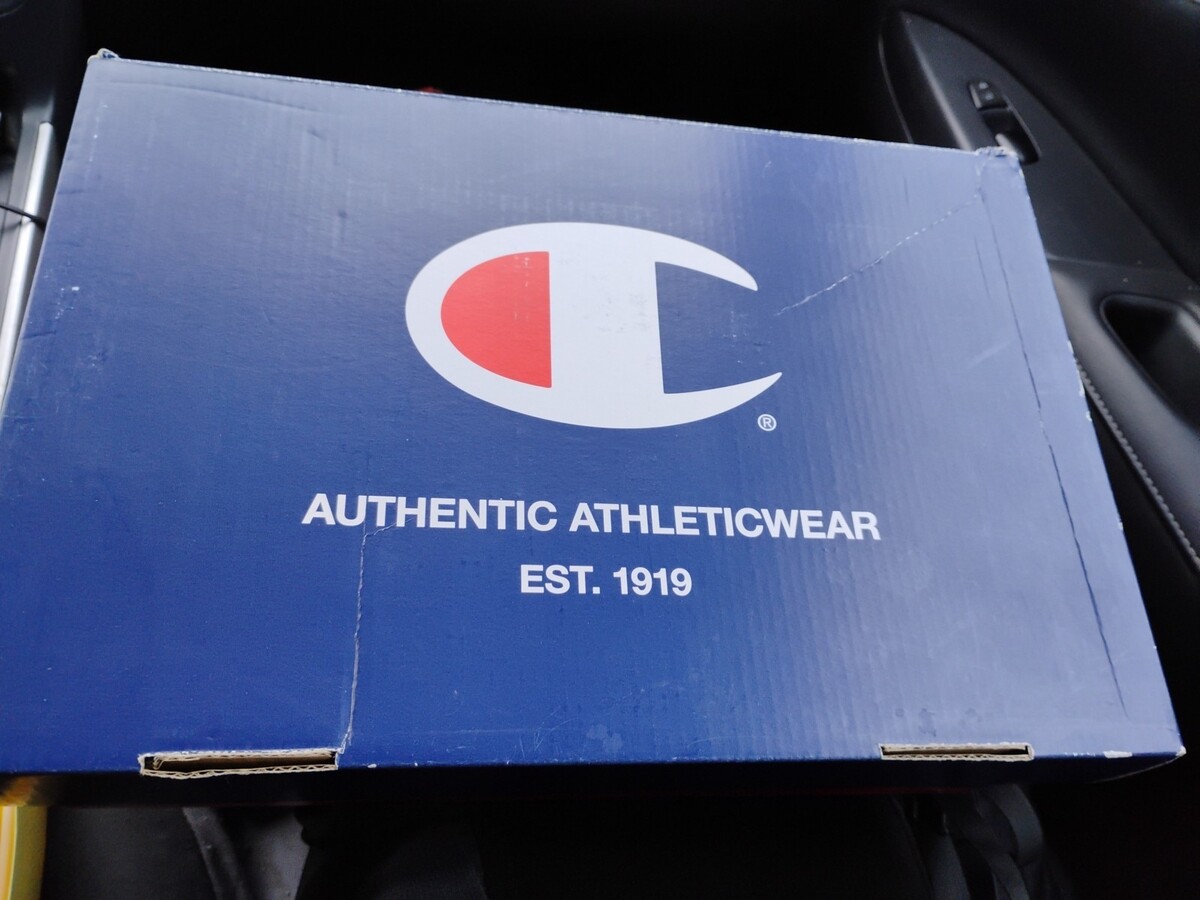 ®
AUTHENTIC ATHLETICWEAR
EST. 1919